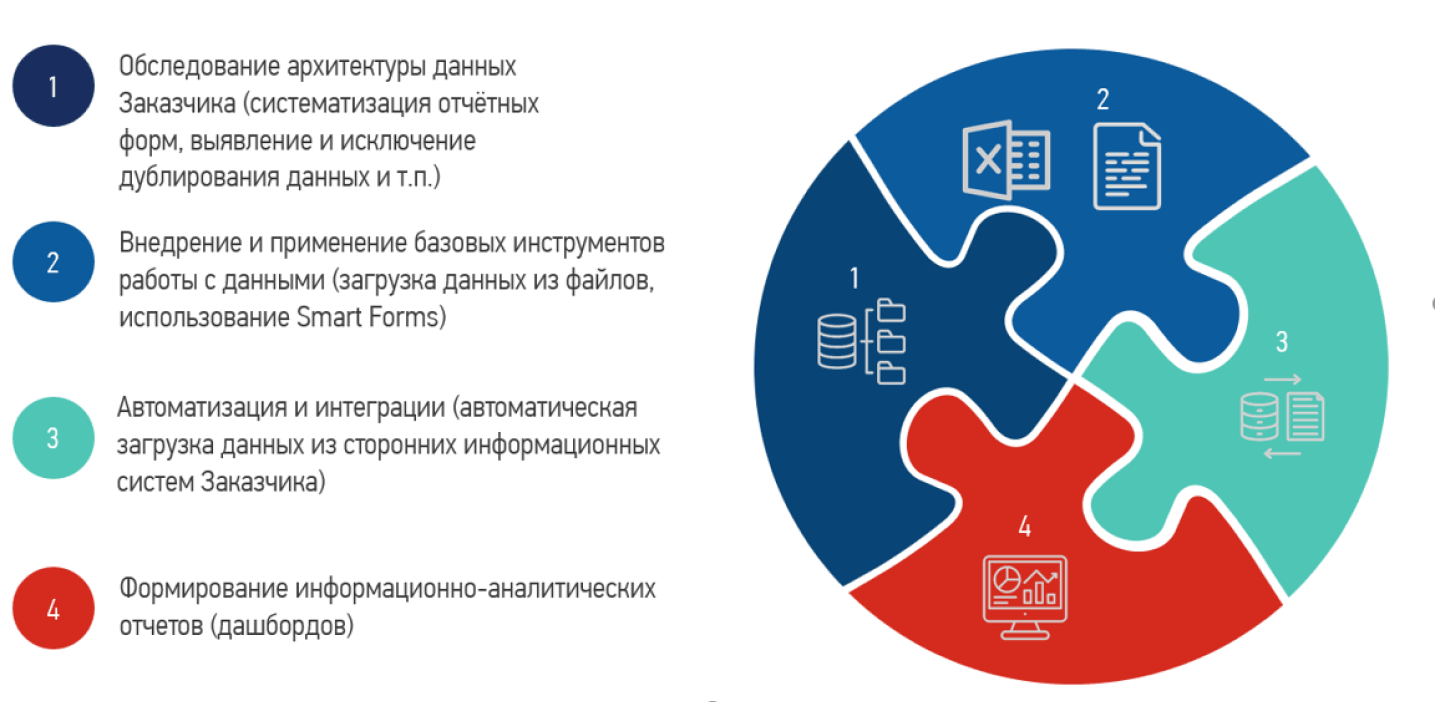 1
Обследование архитектуры данных
Заказчика (систематизация отчётных
форм, выявление и исключение
дублирования данных и т.п.)
2
Внедрение и применение базовых инструментов
работы с данными (загрузка данных из файлов,
использование Smart Forms)
3
Автоматизация и интеграции (автоматическая
загрузка данных из сторонних информационных
систем Заказчика)
4
Формирование информационно-аналитических
отчетов (дашбордов)
2
X
1
3
4